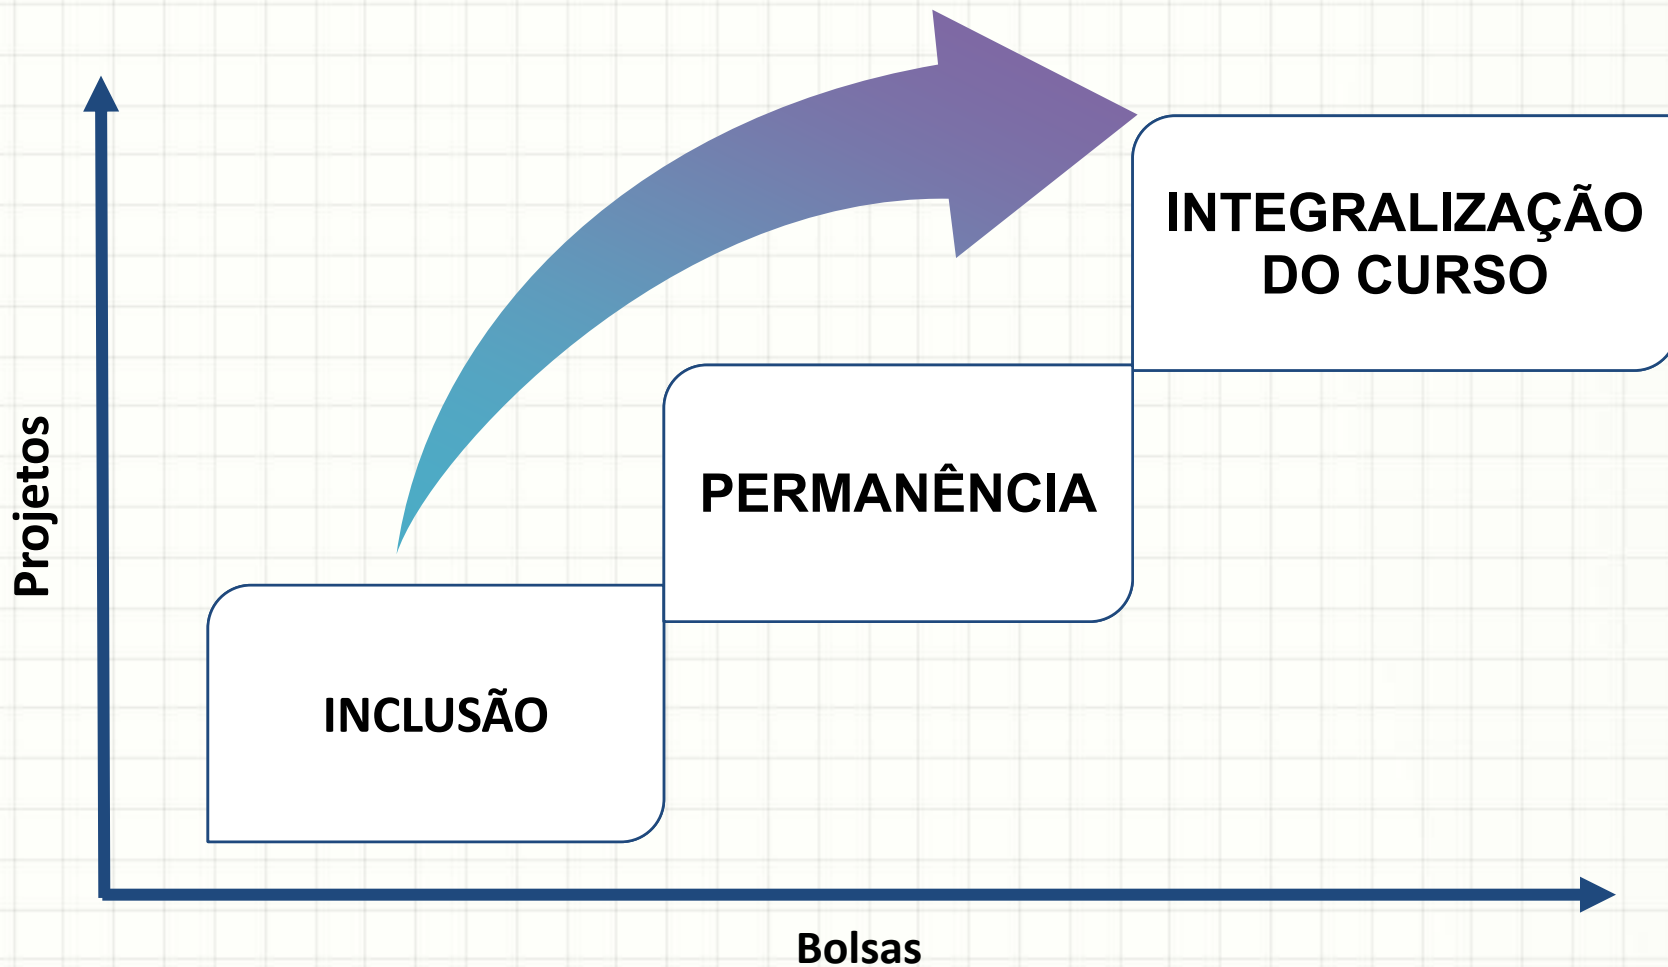 INTEGRALIZAÇÃO
DO CURSO
PERMANÊNCIA
INCLUSÃO
Projetos
Bolsas